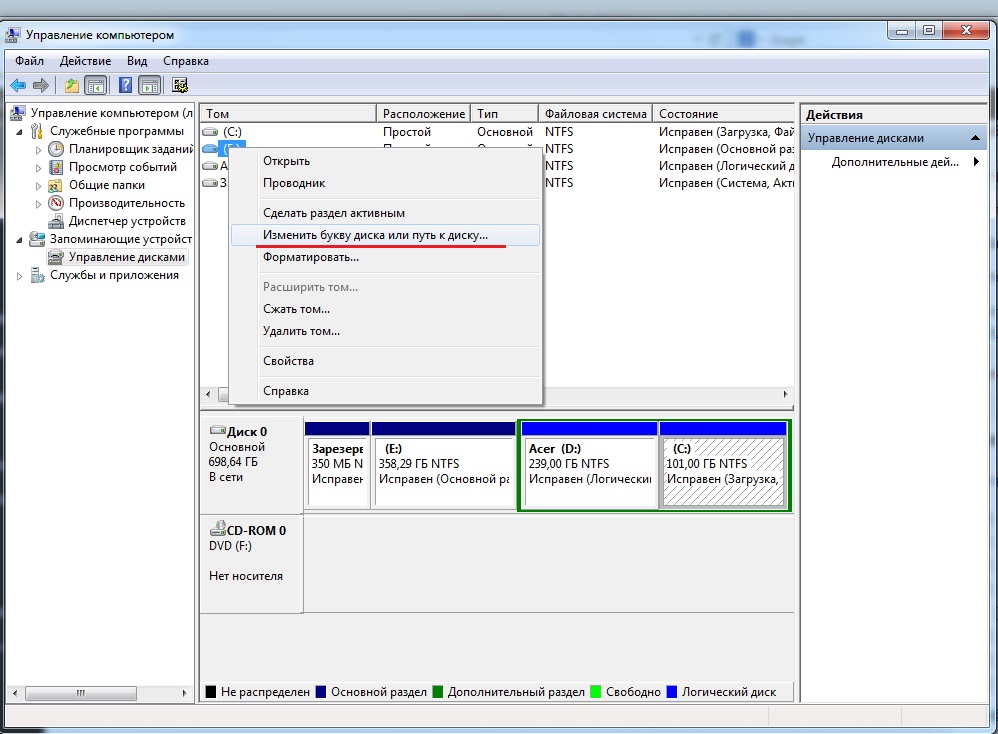 Управление компьютером
Файл Действие Вид Справка
Управление компьютером (л
Служебные программы
Планировщик заданий
Просмотр событий
Общие папки
Производительность
Диспетчер устройств
Запоминающие устройст
Управление дисками
Службы и приложения
Том Расположение Тип Файловая система Состояние
(C:) Простой Основной NTFS Исправен (Загрузка, Фай
NTFS Исправен (Основной раз
NTFS Исправен (Логический д
NTFS Исправен (Система, Акти
Открыть
Проводник
Сделать раздел активным
Изменить букву диска или путь к диску...
Форматировать...
Расширить том...
Сжать том...
Удалить том...
Свойства
Справка
Действия
Управление дисками
Дополнительные дей...
Диск 0
Основной
698,64 ГБ
В сети
Зарезерв
350 МБ N
Исправен
(E:)
358,29 ГБ NTFS
Исправен (Основной ра
Acer (D:)
239,00 ГБ NTFS
Исправен (Логически
(C:)
101,00 ГБ NTFS
Исправен (Загрузка,
CD-ROM 0
DVD (F:)
Нет носителя
Не распределен Основной раздел Дополнительный раздел Свободно Логический диск